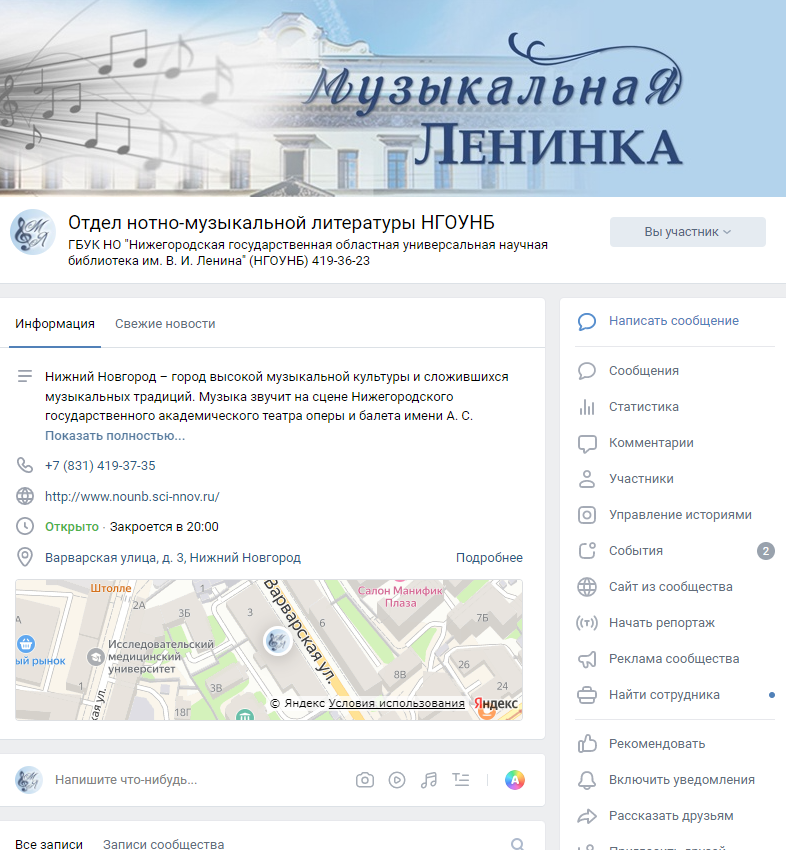 Музыкальная
Ленинка
Отдел нотно-музыкальной литературы НГОУНБ
ГБУК НО "Нижегородская государственная областная универсальная научная
библиотека им. В. И. Ленина" (НГОУНБ) 419-36-23
Вы участник
Информация
Свежие новости
Нижний Новгород – город высокой музыкальной культуры и сложившихся
музыкальных традиций. Музыка звучит на сцене Нижегородского
государственного академического театра оперы и балета имени А. С.
Показать полностью...
+7 (831) 419-37-35
http://www.nounb.sci-nnov.ru/
Открыто · Закроется в 20:00
Варварская улица, д. 3, Нижний Новгород
Подробнее
Штолле
2А
3Б
1
3
6
Салон Манифик
Плаза
7Б
Варварская ул.
Исследовательский
медицинский
университет
ый рынок
кая ул.
18Г
8В
26
24
© Яндекс Условия использования
Яндекс
Напишите что-нибудь...
Все записи
Записи сообщества
Написать сообщение
Сообщения
Статистика
Комментарии
Участники
Управление историями
События
2
Сайт из сообщества
Начать репортаж
Реклама сообщества
Найти сотрудника
Рекомендовать
Включить уведомления
Рассказать друзьям